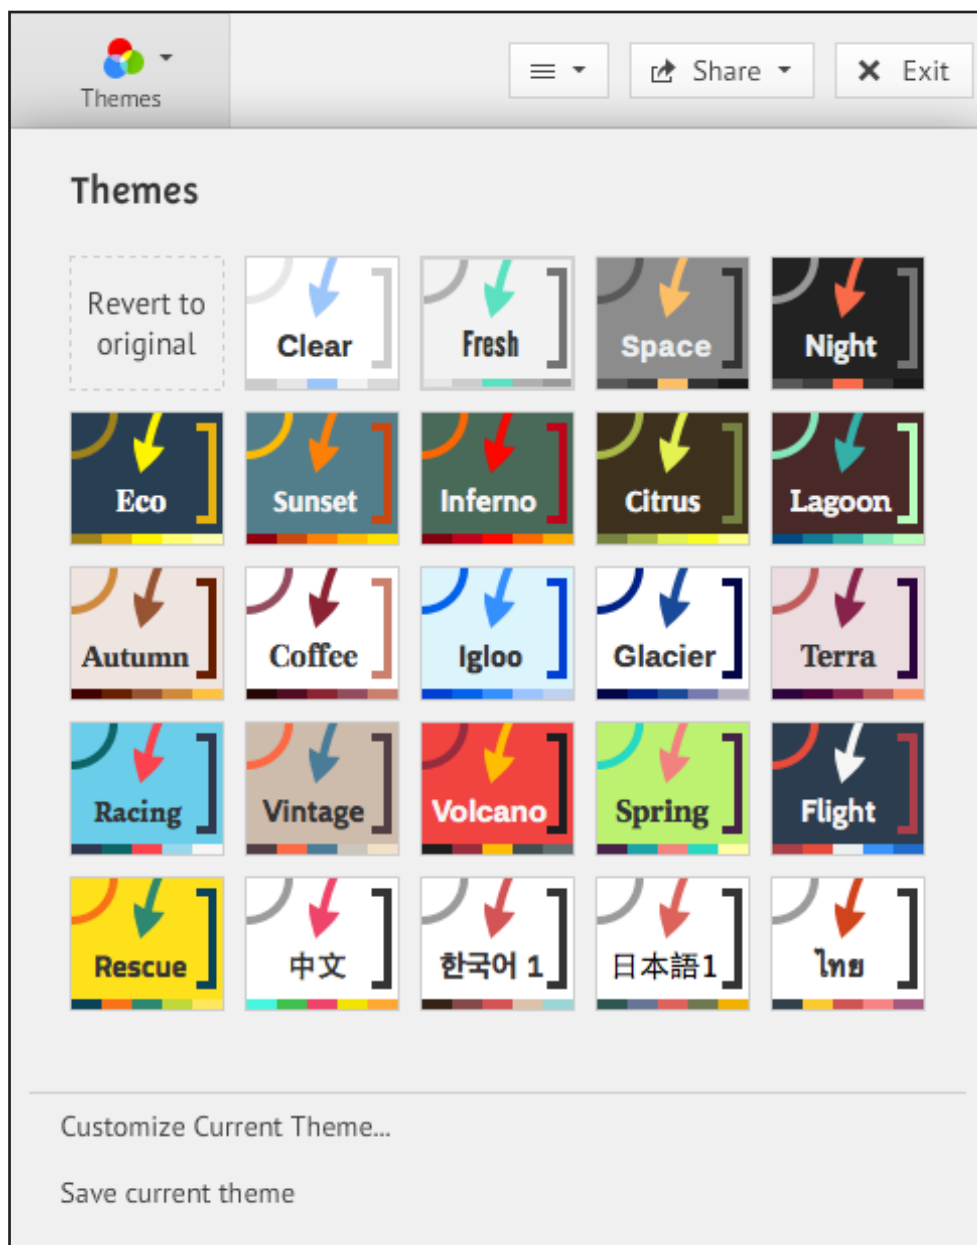 Themes
Share
Exit
Themes
Revert to
original
Clear
Fresh
Space
Night
Eco
Sunset
Inferno
Citrus
Lagoon
Autumn
Coffee
Igloo
Glacier
Terra
Racing
Vintage
Volcano
Spring
Flight
Rescue
中文
한국어 1
日本語1
ไทย
Customize Current Theme...
Save current theme